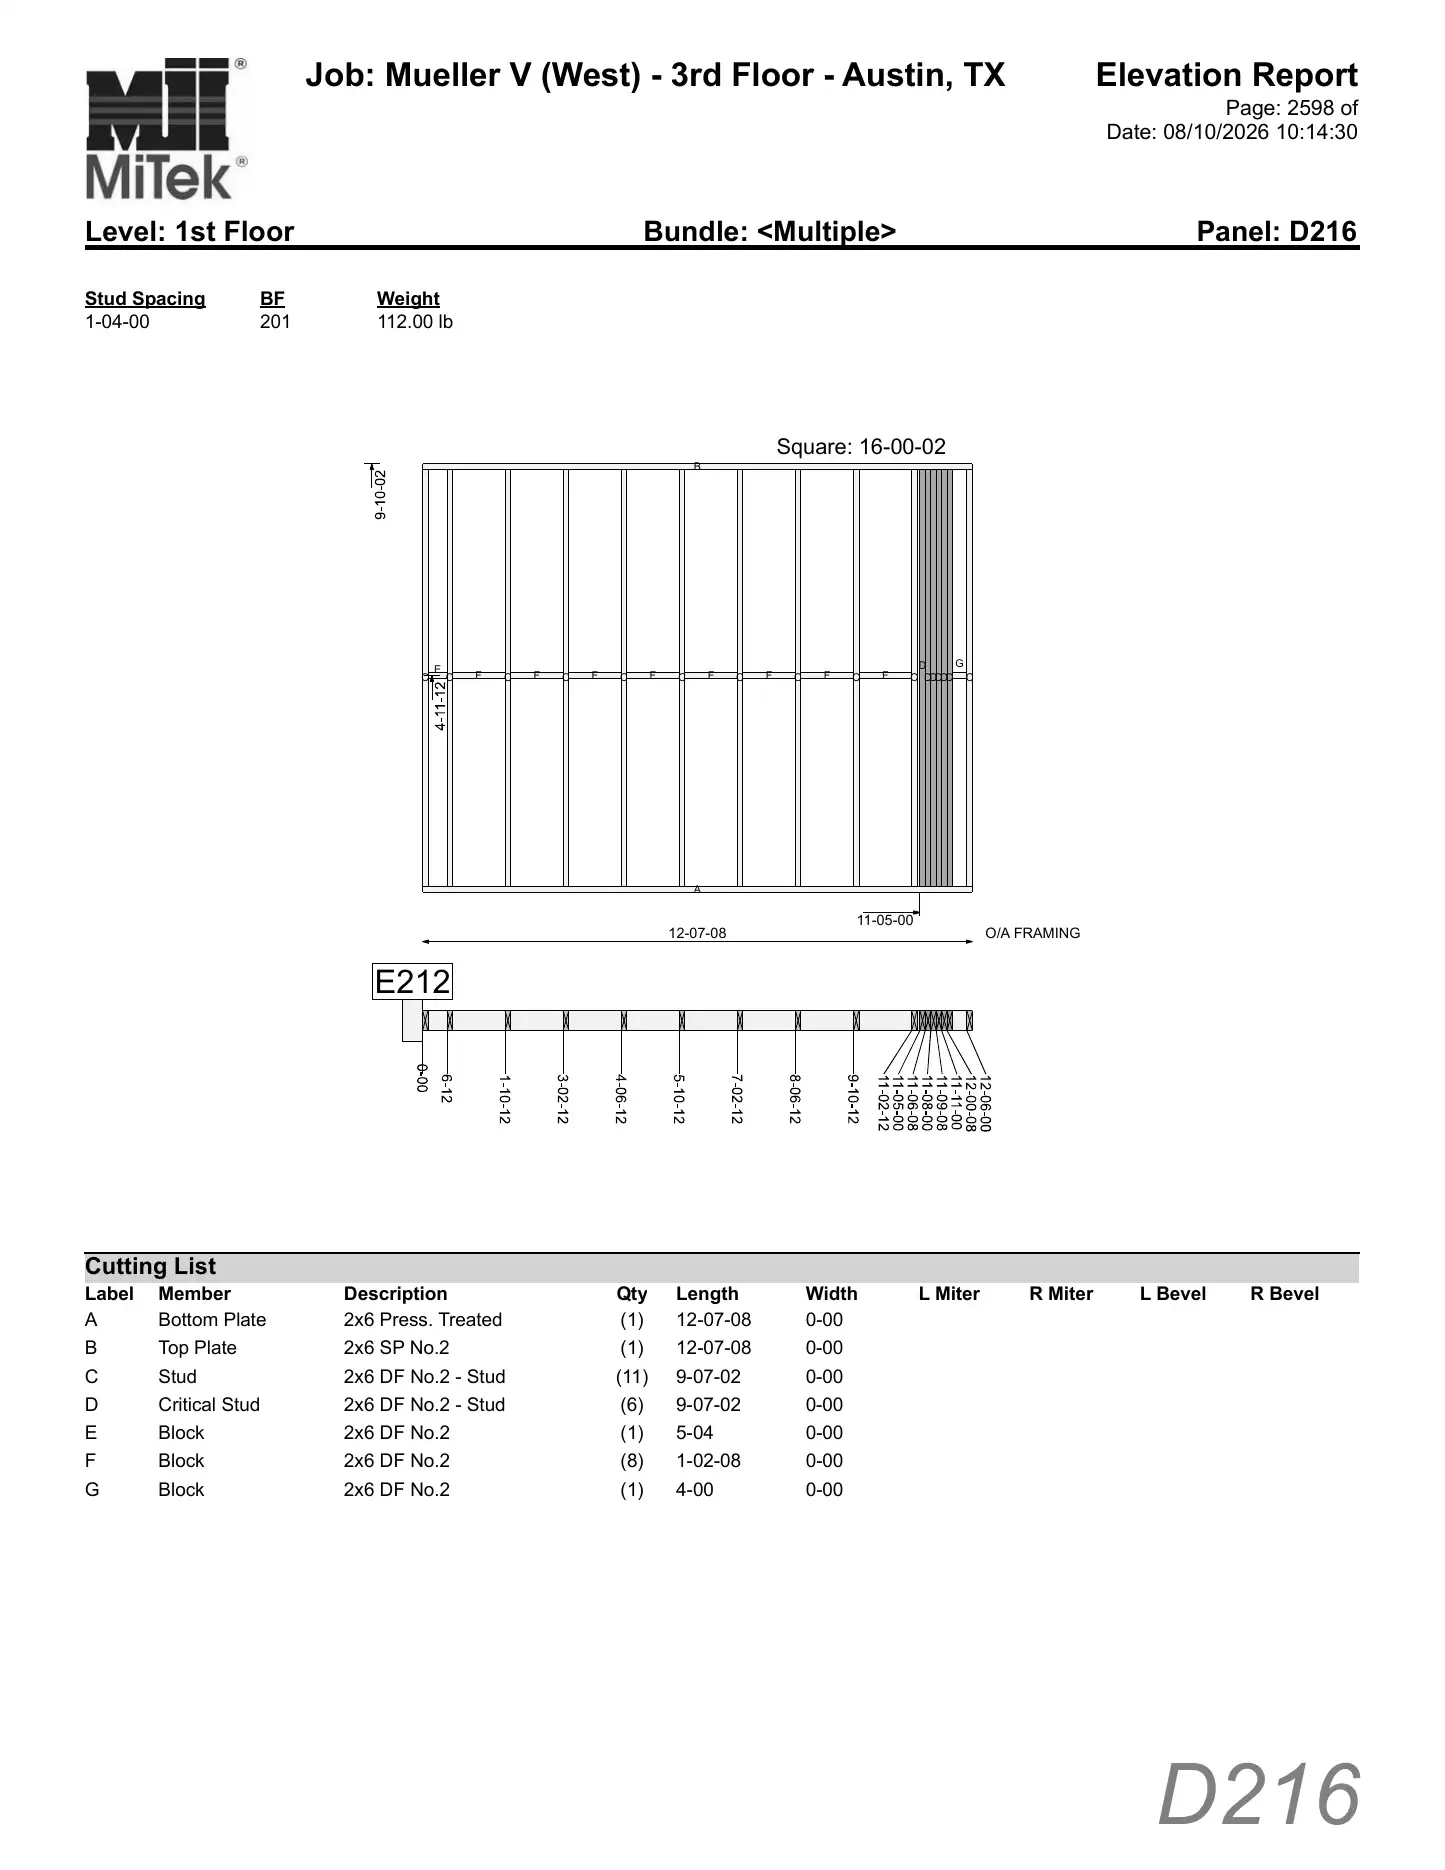 Job: Mueller V (West) - 3rd Floor - Austin, TX
Elevation Report
Page: 2598 of
Date: 08/10/2026 10:14:30
MiTek®
Level: 1st Floor Bundle: <Multiple> Panel: D216
Stud Spacing BF Weight
1-04-00 201 112.00 lb
Square: 16-00-02
B
9-10-02
D G
F F F F F F F F F
4-11-12
A
11-05-00
12-07-08 O/A FRAMING
E212
0-00 6-12 1-10-12 3-02-12 4-06-12 5-10-12 7-02-12 8-06-12 9-10-12 11-02-12 11-05-00 11-06-08 11-08-00 11-09-08 11-11-00 12-00-08 12-06-00
Cutting List
Label Member Description Qty Length Width L Miter R Miter L Bevel R Bevel
A Bottom Plate 2x6 Press. Treated (1) 12-07-08 0-00
B Top Plate 2x6 SP No.2 (1) 12-07-08 0-00
C Stud 2x6 DF No.2 - Stud (11) 9-07-02 0-00
D Critical Stud 2x6 DF No.2 - Stud (6) 9-07-02 0-00
E Block 2x6 DF No.2 (1) 5-04 0-00
F Block 2x6 DF No.2 (8) 1-02-08 0-00
G Block 2x6 DF No.2 (1) 4-00 0-00
D216